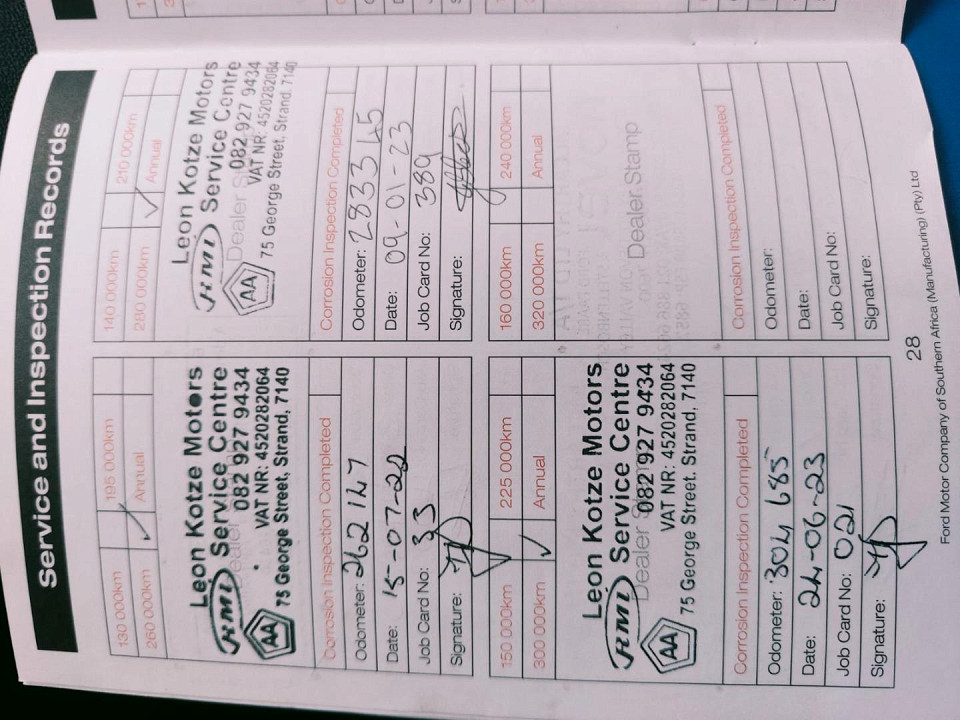 Service and Inspection Records
130 000km 195 000km
260 000km ✓ Annual
Leon Kotze Motors
RMI Service Centre
082 927 9434
AA
VAT NR: 4520282064
75 George Street, Strand, 7140
Corrosion Inspection Completed
Odometer: 262 147
Date: 15-07-22
Job Card No: 33
Signature:
140 000km 210 000km
280 000km ✓ Annual
Leon Kotze Motors
RMI Service Centre
Dealer 082 927 9434
AA
VAT NR: 4520282064
75 George Street, Strand, 7140
Corrosion Inspection Completed
Odometer: 283345
Date: 09-01-23
Job Card No: 389
Signature:
150 000km 225 000km
300 000km ✓ Annual
Leon Kotze Motors
RMI Service Centre
Dealer 082 927 9434
AA
VAT NR: 4520282064
75 George Street, Strand, 7140
Corrosion Inspection Completed
Odometer: 304 685
Date: 24-06-23
Job Card No: 021
Signature:
160 000km 240 000km
320 000km Annual
Dealer Stamp
Corrosion Inspection Completed
Odometer:
Date:
Job Card No:
Signature:
28
Ford Motor Company of Southern Africa (Manufacturing) (Pty) Ltd